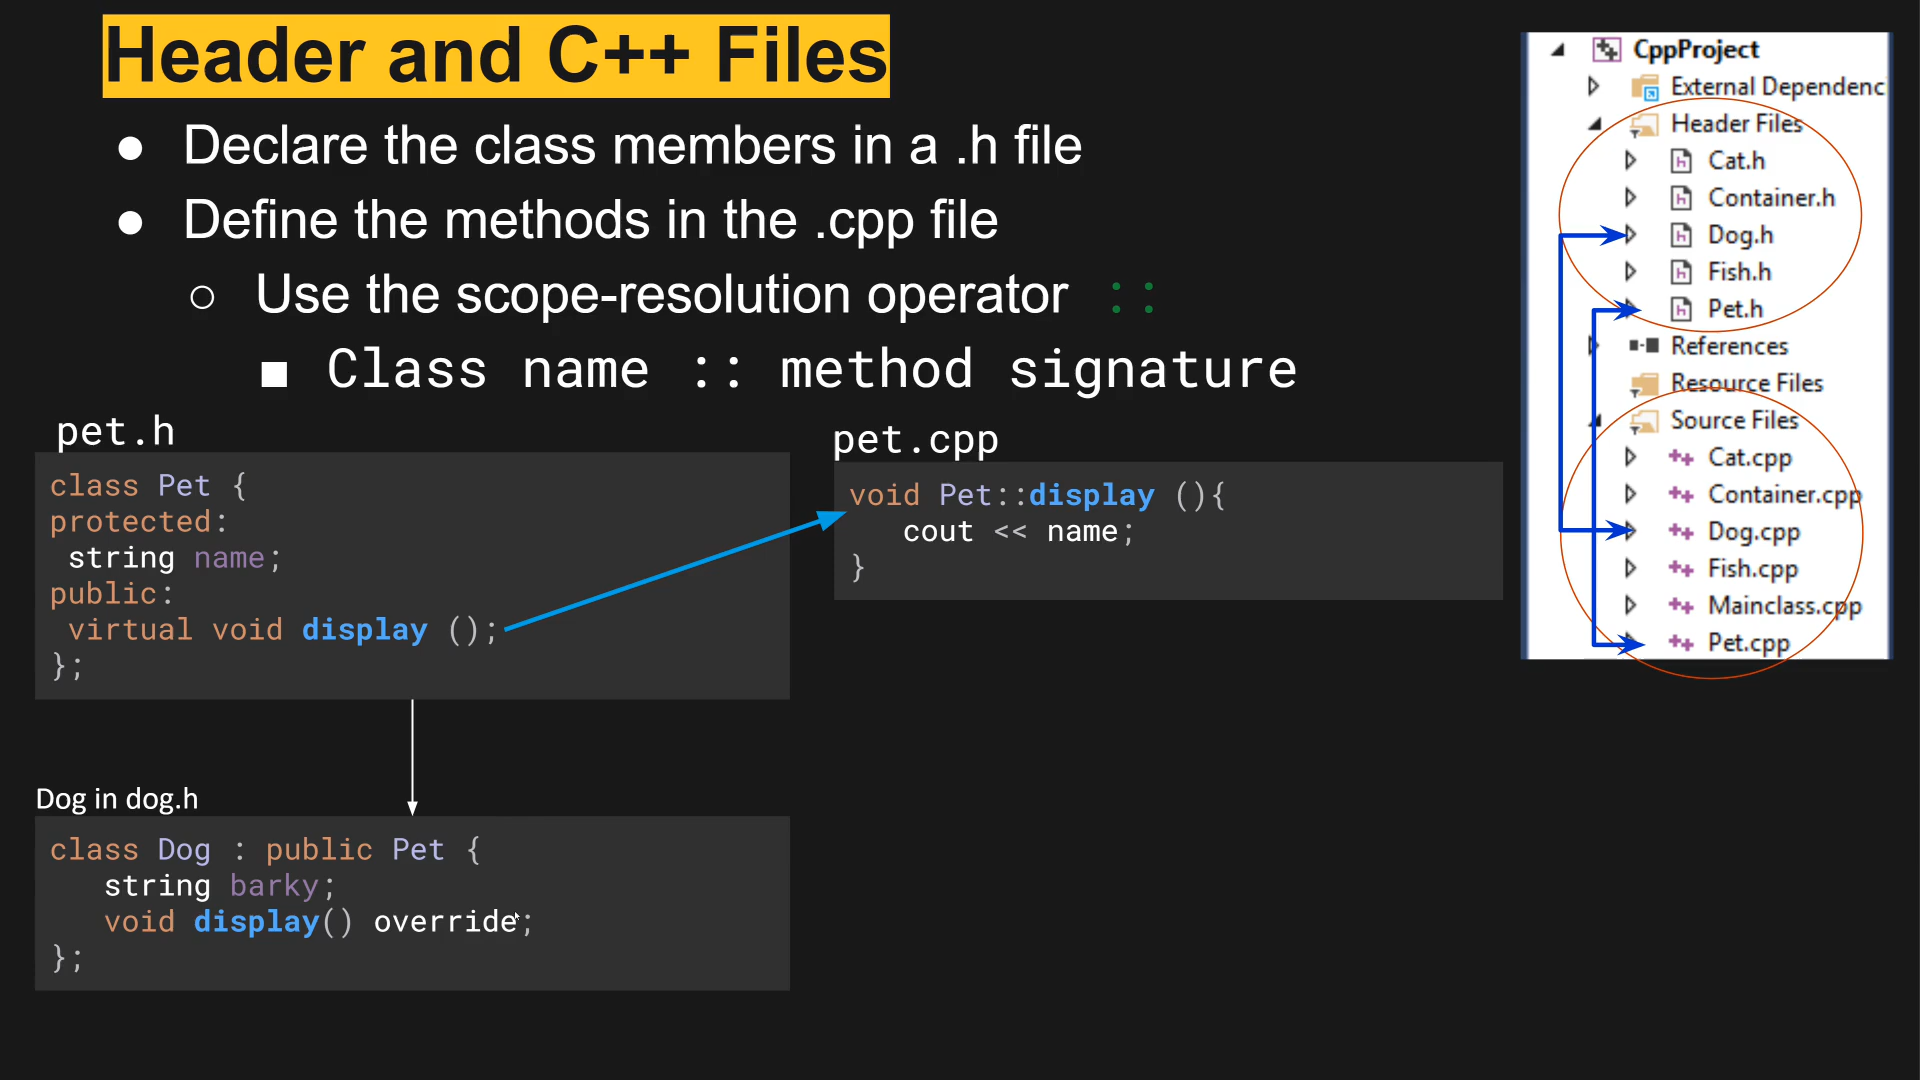 Header and C++ Files
● Declare the class members in a .h file
● Define the methods in the .cpp file
○ Use the scope-resolution operator ::
■ Class name :: method signature
pet.h
class Pet {
protected:
string name;
public:
virtual void display ();
};
pet.cpp
void Pet::display (){
cout << name;
}
Dog in dog.h
class Dog : public Pet {
string barky;
void display() override;
};
CppProject
External Dependenc
Header Files
Cat.h
Container.h
Dog.h
Fish.h
Pet.h
References
Resource Files
Source Files
Cat.cpp
Container.cpp
Dog.cpp
Fish.cpp
Mainclass.cpp
Pet.cpp